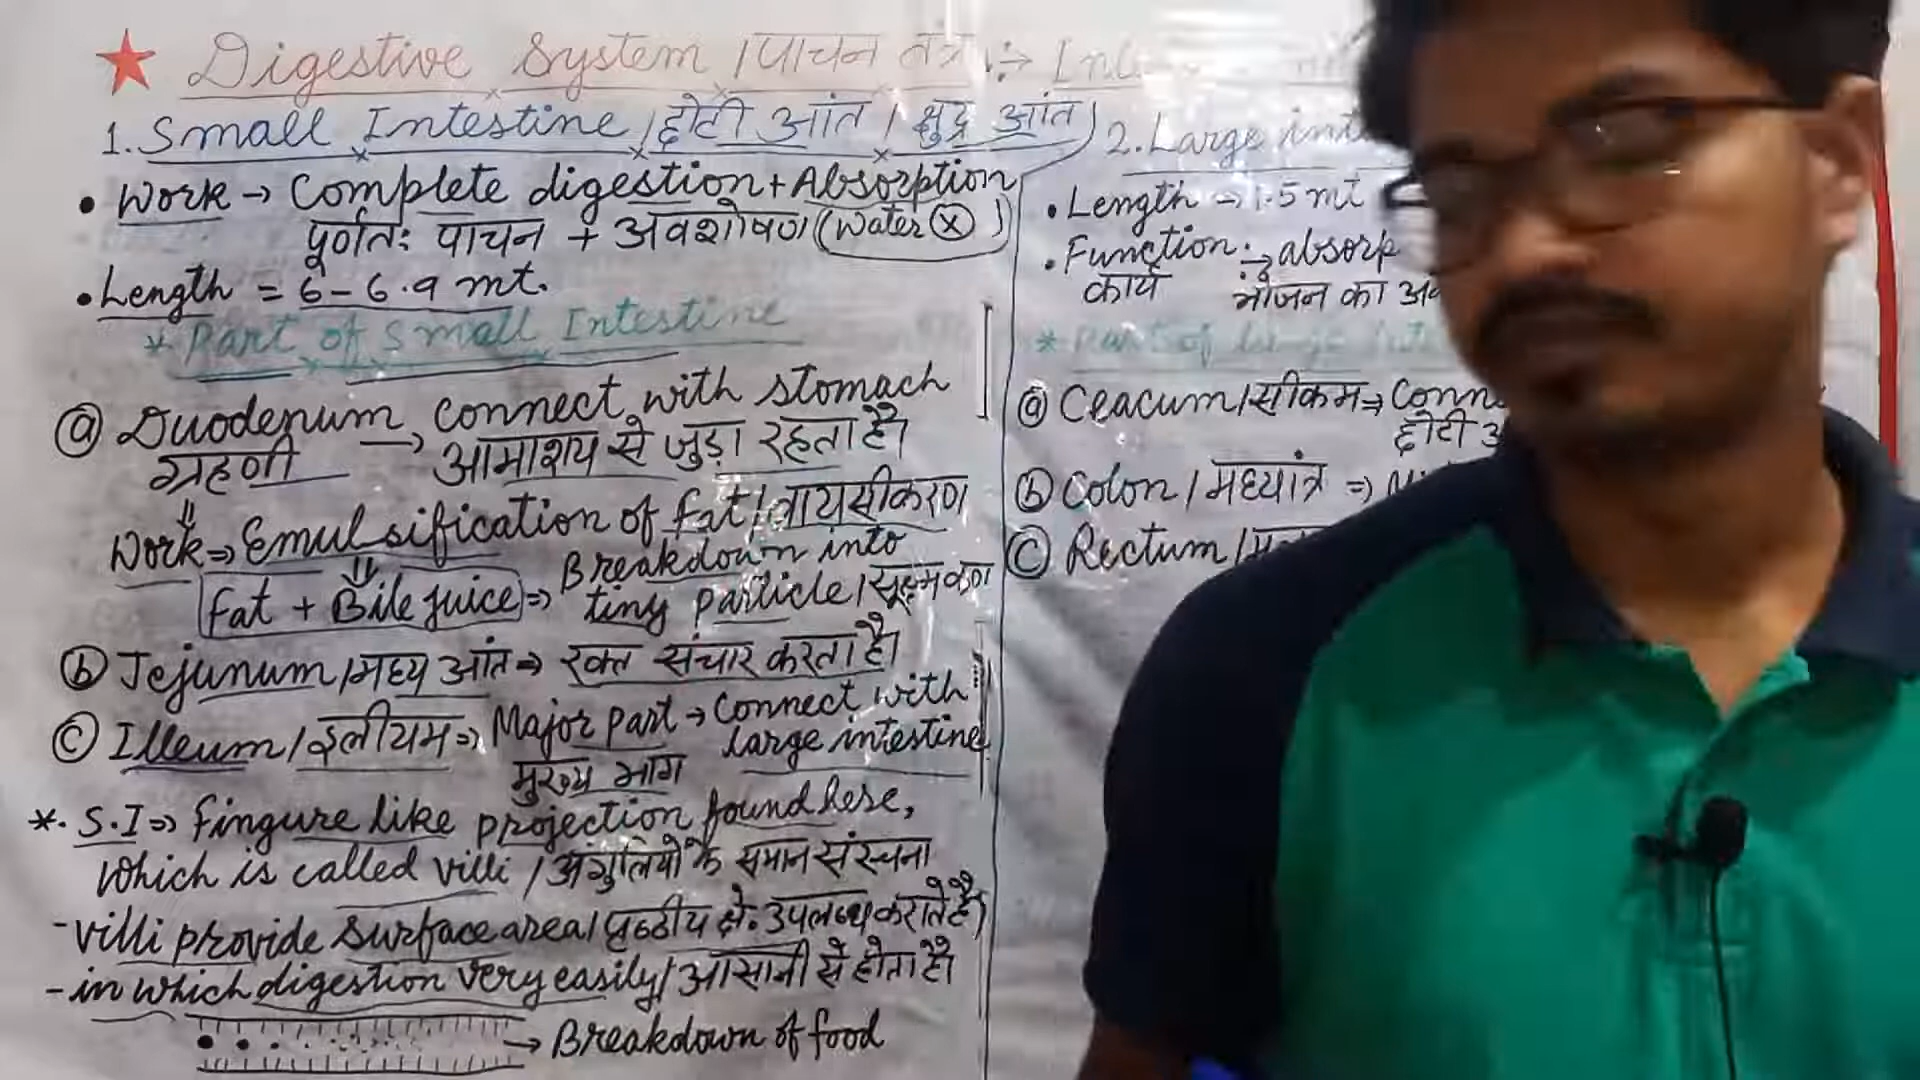 ★ Digestive System / पाचन तंत्र :→
1. Small Intestine / छोटी आंत / क्षुद्र आंत
• Work → Complete digestion + Absorption
पूर्णतः पाचन + अवशोषण (Water ⓧ)
• Length = 6 - 6.9 mt.
* Part of Small Intestine
ⓐ Duodenum connect with stomach
ग्रहणी → आमाशय से जुड़ा रहता है।
Work ⇒ Emulsification of fat / वायसीकरण
fat + Bile juice ⇒ Breakdown into
tiny particle / सूक्ष्म कण
ⓑ Jejunum / मध्य आंत ⇒ रक्त संचार करता है।
ⓒ Illeum / इलीयम ⇒ Major part → Connect with
large intestine
मुख्य भाग
*. S.I ⇒ fingure like projection found here,
which is called villi / अंगुलियों के समान संरचना
- villi provide surface area / पृष्ठीय क्षे॰ उपलब्ध कराते है)
- in which digestion very easily / आसानी से होता है।
→ Breakdown of food
2. Large
• Length → 1.5 mt
• Function :→
कार्य भोजन का
* Part of
ⓐ Ceacum / सीकम ⇒
छोटी
ⓑ Colon / मध्यांत्र ⇒
ⓒ Rectum /